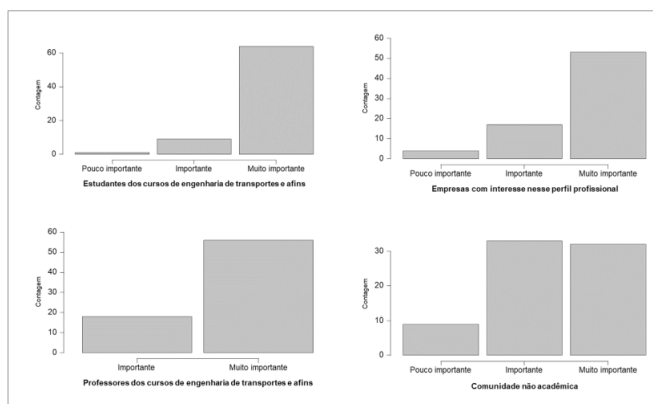 60
40
20
0
Contagem
Pouco importante Importante Muito importante
Estudantes dos cursos de engenharia de transportes e afins
60
50
40
30
20
10
0
Contagem
Pouco importante Importante Muito importante
Empresas com interesse nesse perfil profissional
60
50
40
30
20
10
0
Contagem
Importante Muito importante
Professores dos cursos de engenharia de transportes e afins
30
20
10
0
Contagem
Pouco importante Importante Muito importante
Comunidade não acadêmica